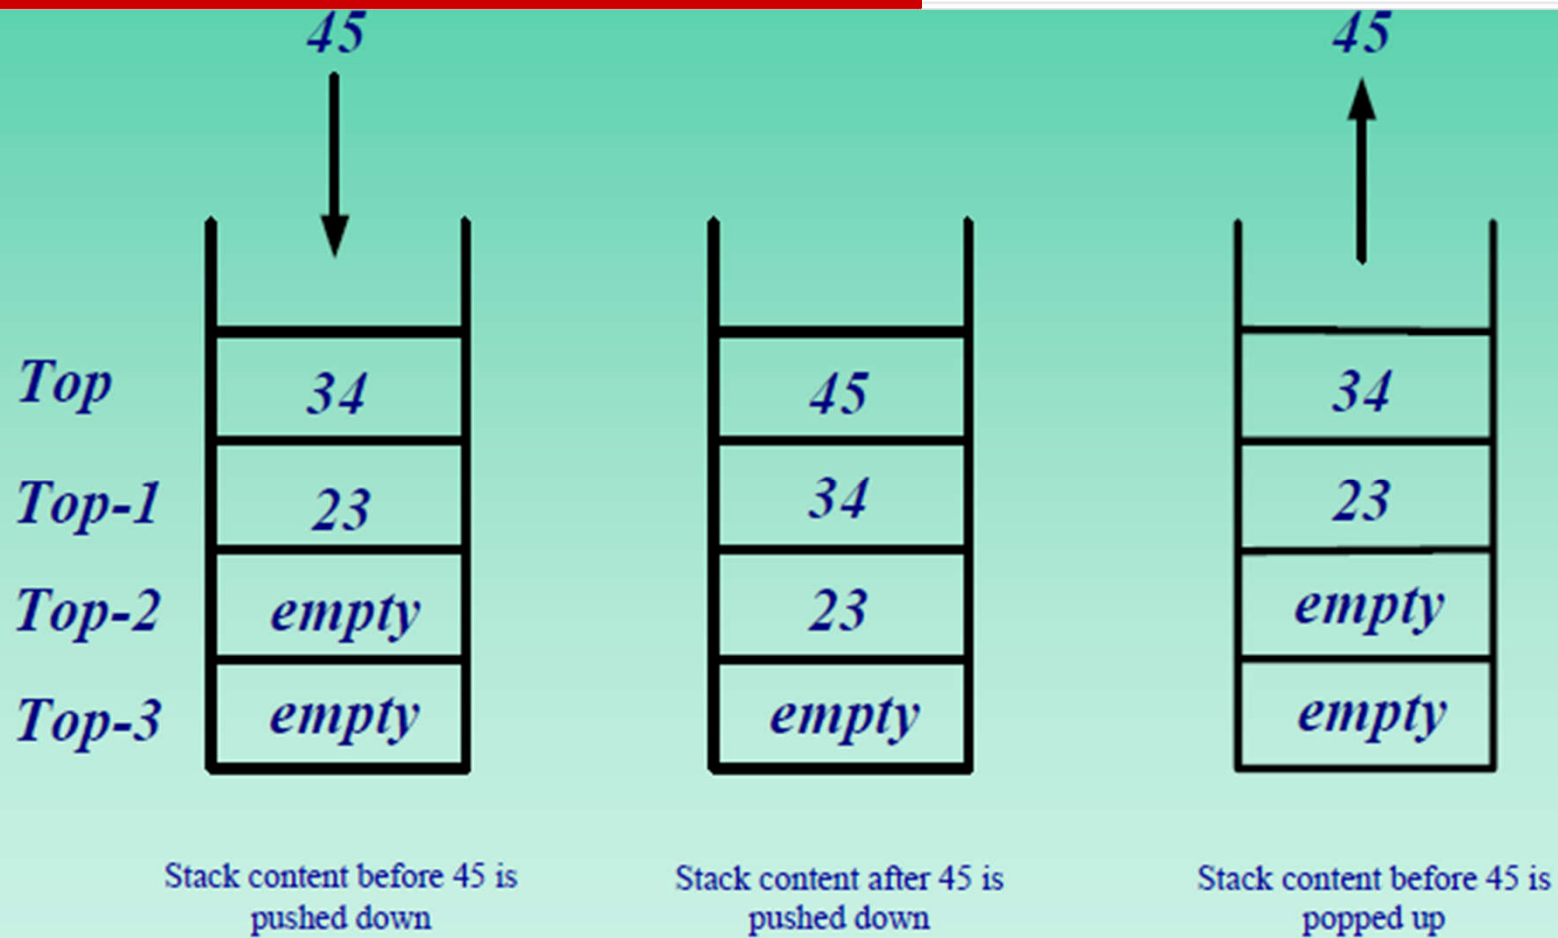 45
45
Top
34
45
34
Top-1
23
34
23
Top-2
empty
23
empty
Top-3
empty
empty
empty
Stack content before 45 is
pushed down
Stack content after 45 is
pushed down
Stack content before 45 is
popped up